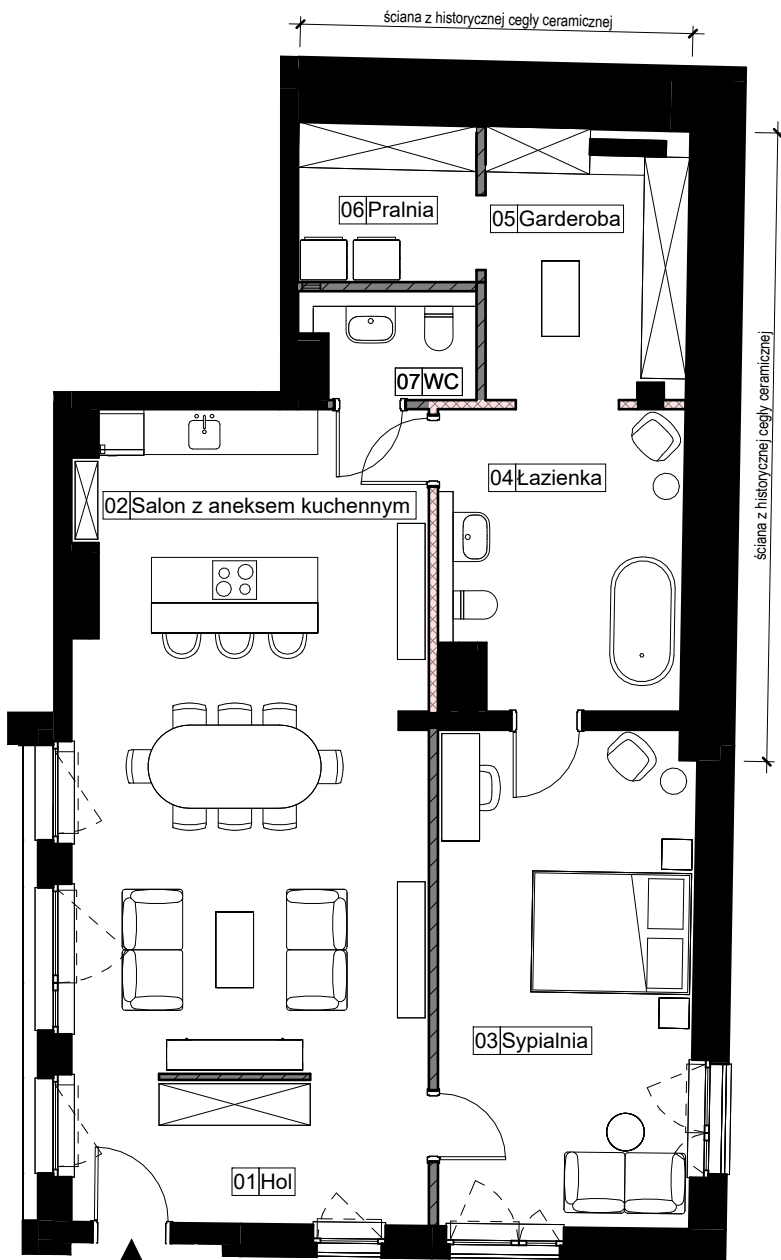 ściana z historycznej cegły ceramicznej
06 Pralnia
05 Garderoba
ściana z historycznej cegły ceramicznej
07 WC
04 Łazienka
02 Salon z aneksem kuchennym
03 Sypialnia
01 Hol